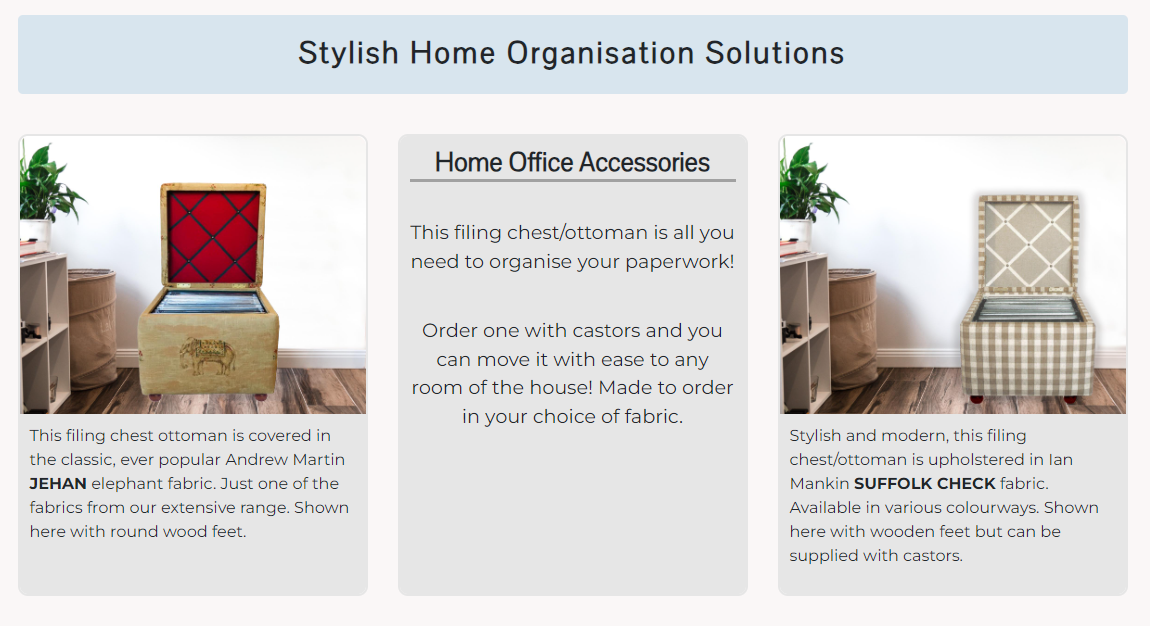 Stylish Home Organisation Solutions
This filing chest ottoman is covered in
the classic, ever popular Andrew Martin
JEHAN elephant fabric. Just one of the
fabrics from our extensive range. Shown
here with round wood feet.
Home Office Accessories
This filing chest/ottoman is all you
need to organise your paperwork!
Order one with castors and you
can move it with ease to any
room of the house! Made to order
in your choice of fabric.
Stylish and modern, this filing
chest/ottoman is upholstered in Ian
Mankin SUFFOLK CHECK fabric.
Available in various colourways. Shown
here with wooden feet but can be
supplied with castors.